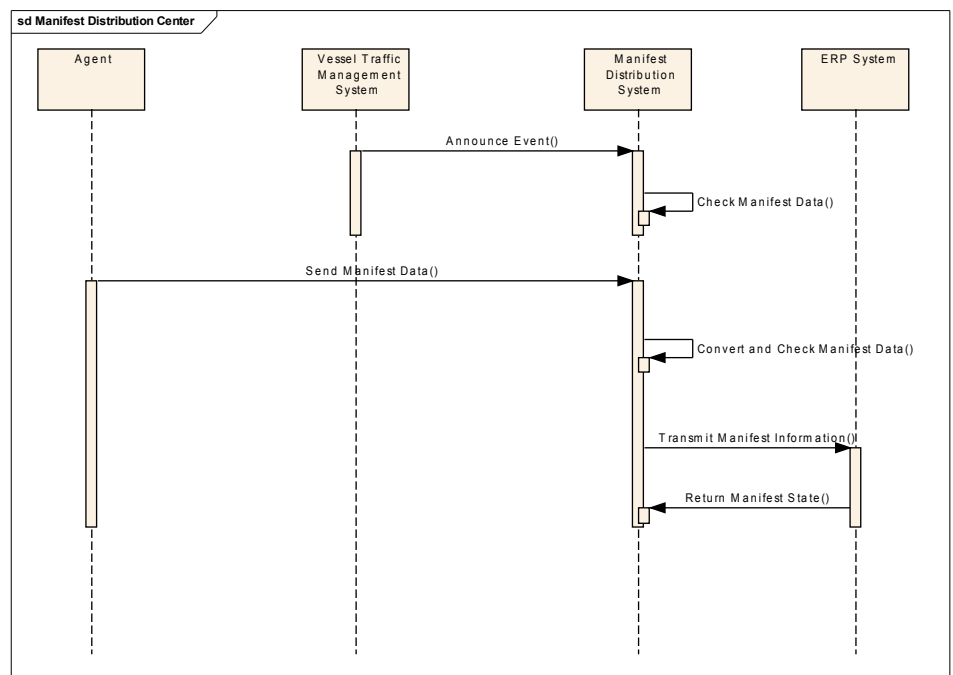 sd Manifest Distribution Center
Agent
Vessel Traffic
Management
System
Manifest
Distribution
System
ERP System
Announce Event()
Check Manifest Data()
Send Manifest Data()
Convert and Check Manifest Data()
Transmit Manifest Information()
Return Manifest State()